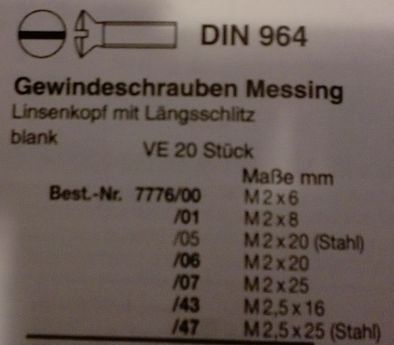 DIN 964
Gewindeschrauben Messing
Linsenkopf mit Längsschlitz
blank
VE 20 Stück
Maße mm
Best.-Nr. 7776/00 M 2 x 6
/01 M 2 x 8
/05 M 2 x 20 (Stahl)
/06 M 2 x 20
/07 M 2 x 25
/43 M 2,5 x 16
/47 M 2,5 x 25 (Stahl)